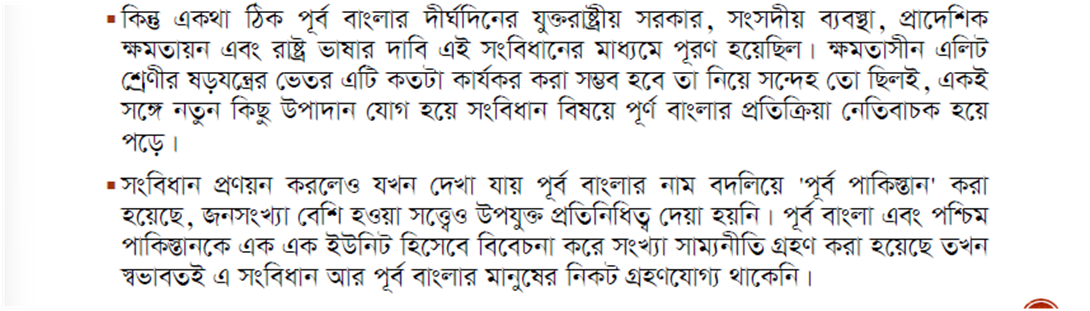 ▪ কিন্তু একথা ঠিক পূর্ব বাংলার দীর্ঘদিনের যুক্তরাষ্ট্রীয় সরকার, সংসদীয় ব্যবস্থা, প্রাদেশিক
ক্ষমতায়ন এবং রাষ্ট্র ভাষার দাবি এই সংবিধানের মাধ্যমে পূরণ হয়েছিল। ক্ষমতাসীন এলিট
শ্রেণীর ষড়যন্ত্রের ভেতর এটি কতটা কার্যকর করা সম্ভব হবে তা নিয়ে সন্দেহ তো ছিলই, একই
সঙ্গে নতুন কিছু উপাদান যোগ হয়ে সংবিধান বিষয়ে পূর্ণ বাংলার প্রতিক্রিয়া নেতিবাচক হয়ে
পড়ে।
▪ সংবিধান প্রণয়ন করলেও যখন দেখা যায় পূর্ব বাংলার নাম বদলিয়ে 'পূর্ব পাকিস্তান' করা
হয়েছে, জনসংখ্যা বেশি হওয়া সত্ত্বেও উপযুক্ত প্রতিনিধিত্ব দেয়া হয়নি। পূর্ব বাংলা এবং পশ্চিম
পাকিস্তানকে এক এক ইউনিট হিসেবে বিবেচনা করে সংখ্যা সাম্যনীতি গ্রহণ করা হয়েছে তখন
স্বভাবতই এ সংবিধান আর পূর্ব বাংলার মানুষের নিকট গ্রহণযোগ্য থাকেনি।